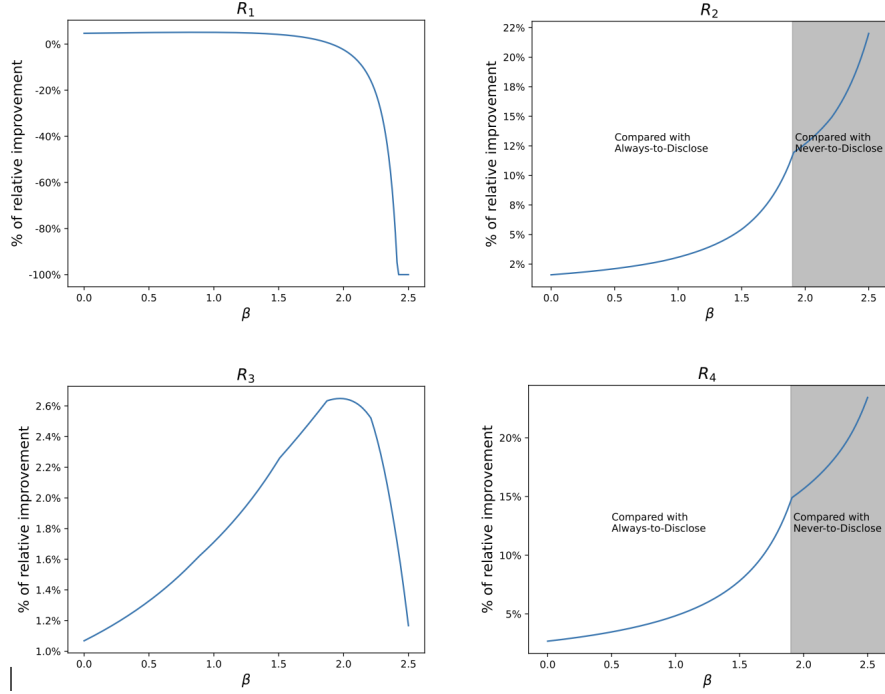 R1
% of relative improvement
0%
-20%
-40%
-60%
-80%
-100%
0.0 0.5 1.0 1.5 2.0 2.5
β
R2
% of relative improvement
22%
20%
18%
15%
12%
10%
8%
5%
2%
Compared with
Always-to-Disclose
Compared with
Never-to-Disclose
0.0 0.5 1.0 1.5 2.0 2.5
β
R3
% of relative improvement
2.6%
2.4%
2.2%
2.0%
1.8%
1.6%
1.4%
1.2%
1.0%
0.0 0.5 1.0 1.5 2.0 2.5
β
R4
% of relative improvement
20%
15%
10%
5%
Compared with
Always-to-Disclose
Compared with
Never-to-Disclose
0.0 0.5 1.0 1.5 2.0 2.5
β